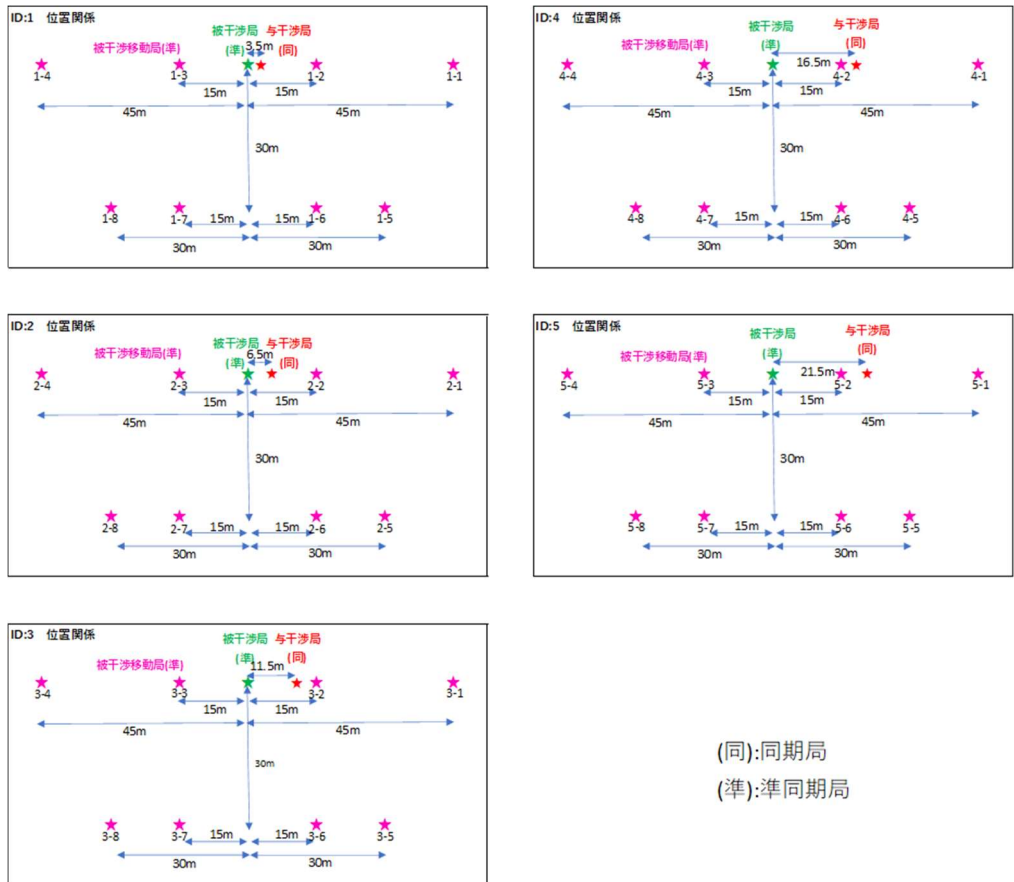 ID:1 位置関係
被干渉局
(準)
与干渉局
(同)
3.5m
被干渉移動局(準)
1-4
1-3
1-2
1-1
15m
15m
45m
45m
30m
1-8
1-7
15m
15m
1-6
1-5
30m
30m
ID:4 位置関係
被干渉局
(準)
与干渉局
(同)
被干渉移動局(準)
16.5m
4-4
4-3
4-2
4-1
15m
15m
45m
45m
30m
4-8
4-7
15m
15m
4-6
4-5
30m
30m
ID:2 位置関係
被干渉局
(準)
与干渉局
(同)
6.5m
被干渉移動局(準)
2-4
2-3
2-2
2-1
15m
15m
45m
45m
30m
2-8
2-7
15m
15m
2-6
2-5
30m
30m
ID:5 位置関係
被干渉局
(準)
与干渉局
(同)
被干渉移動局(準)
21.5m
5-4
5-3
5-2
5-1
15m
15m
45m
45m
30m
5-8
5-7
15m
15m
5-6
5-5
30m
30m
ID:3 位置関係
被干渉局
(準)
与干渉局
(同)
11.5m
被干渉移動局(準)
3-4
3-3
3-2
3-1
15m
15m
45m
45m
30m
3-8
3-7
15m
15m
3-6
3-5
30m
30m
(同):同期局
(準):準同期局